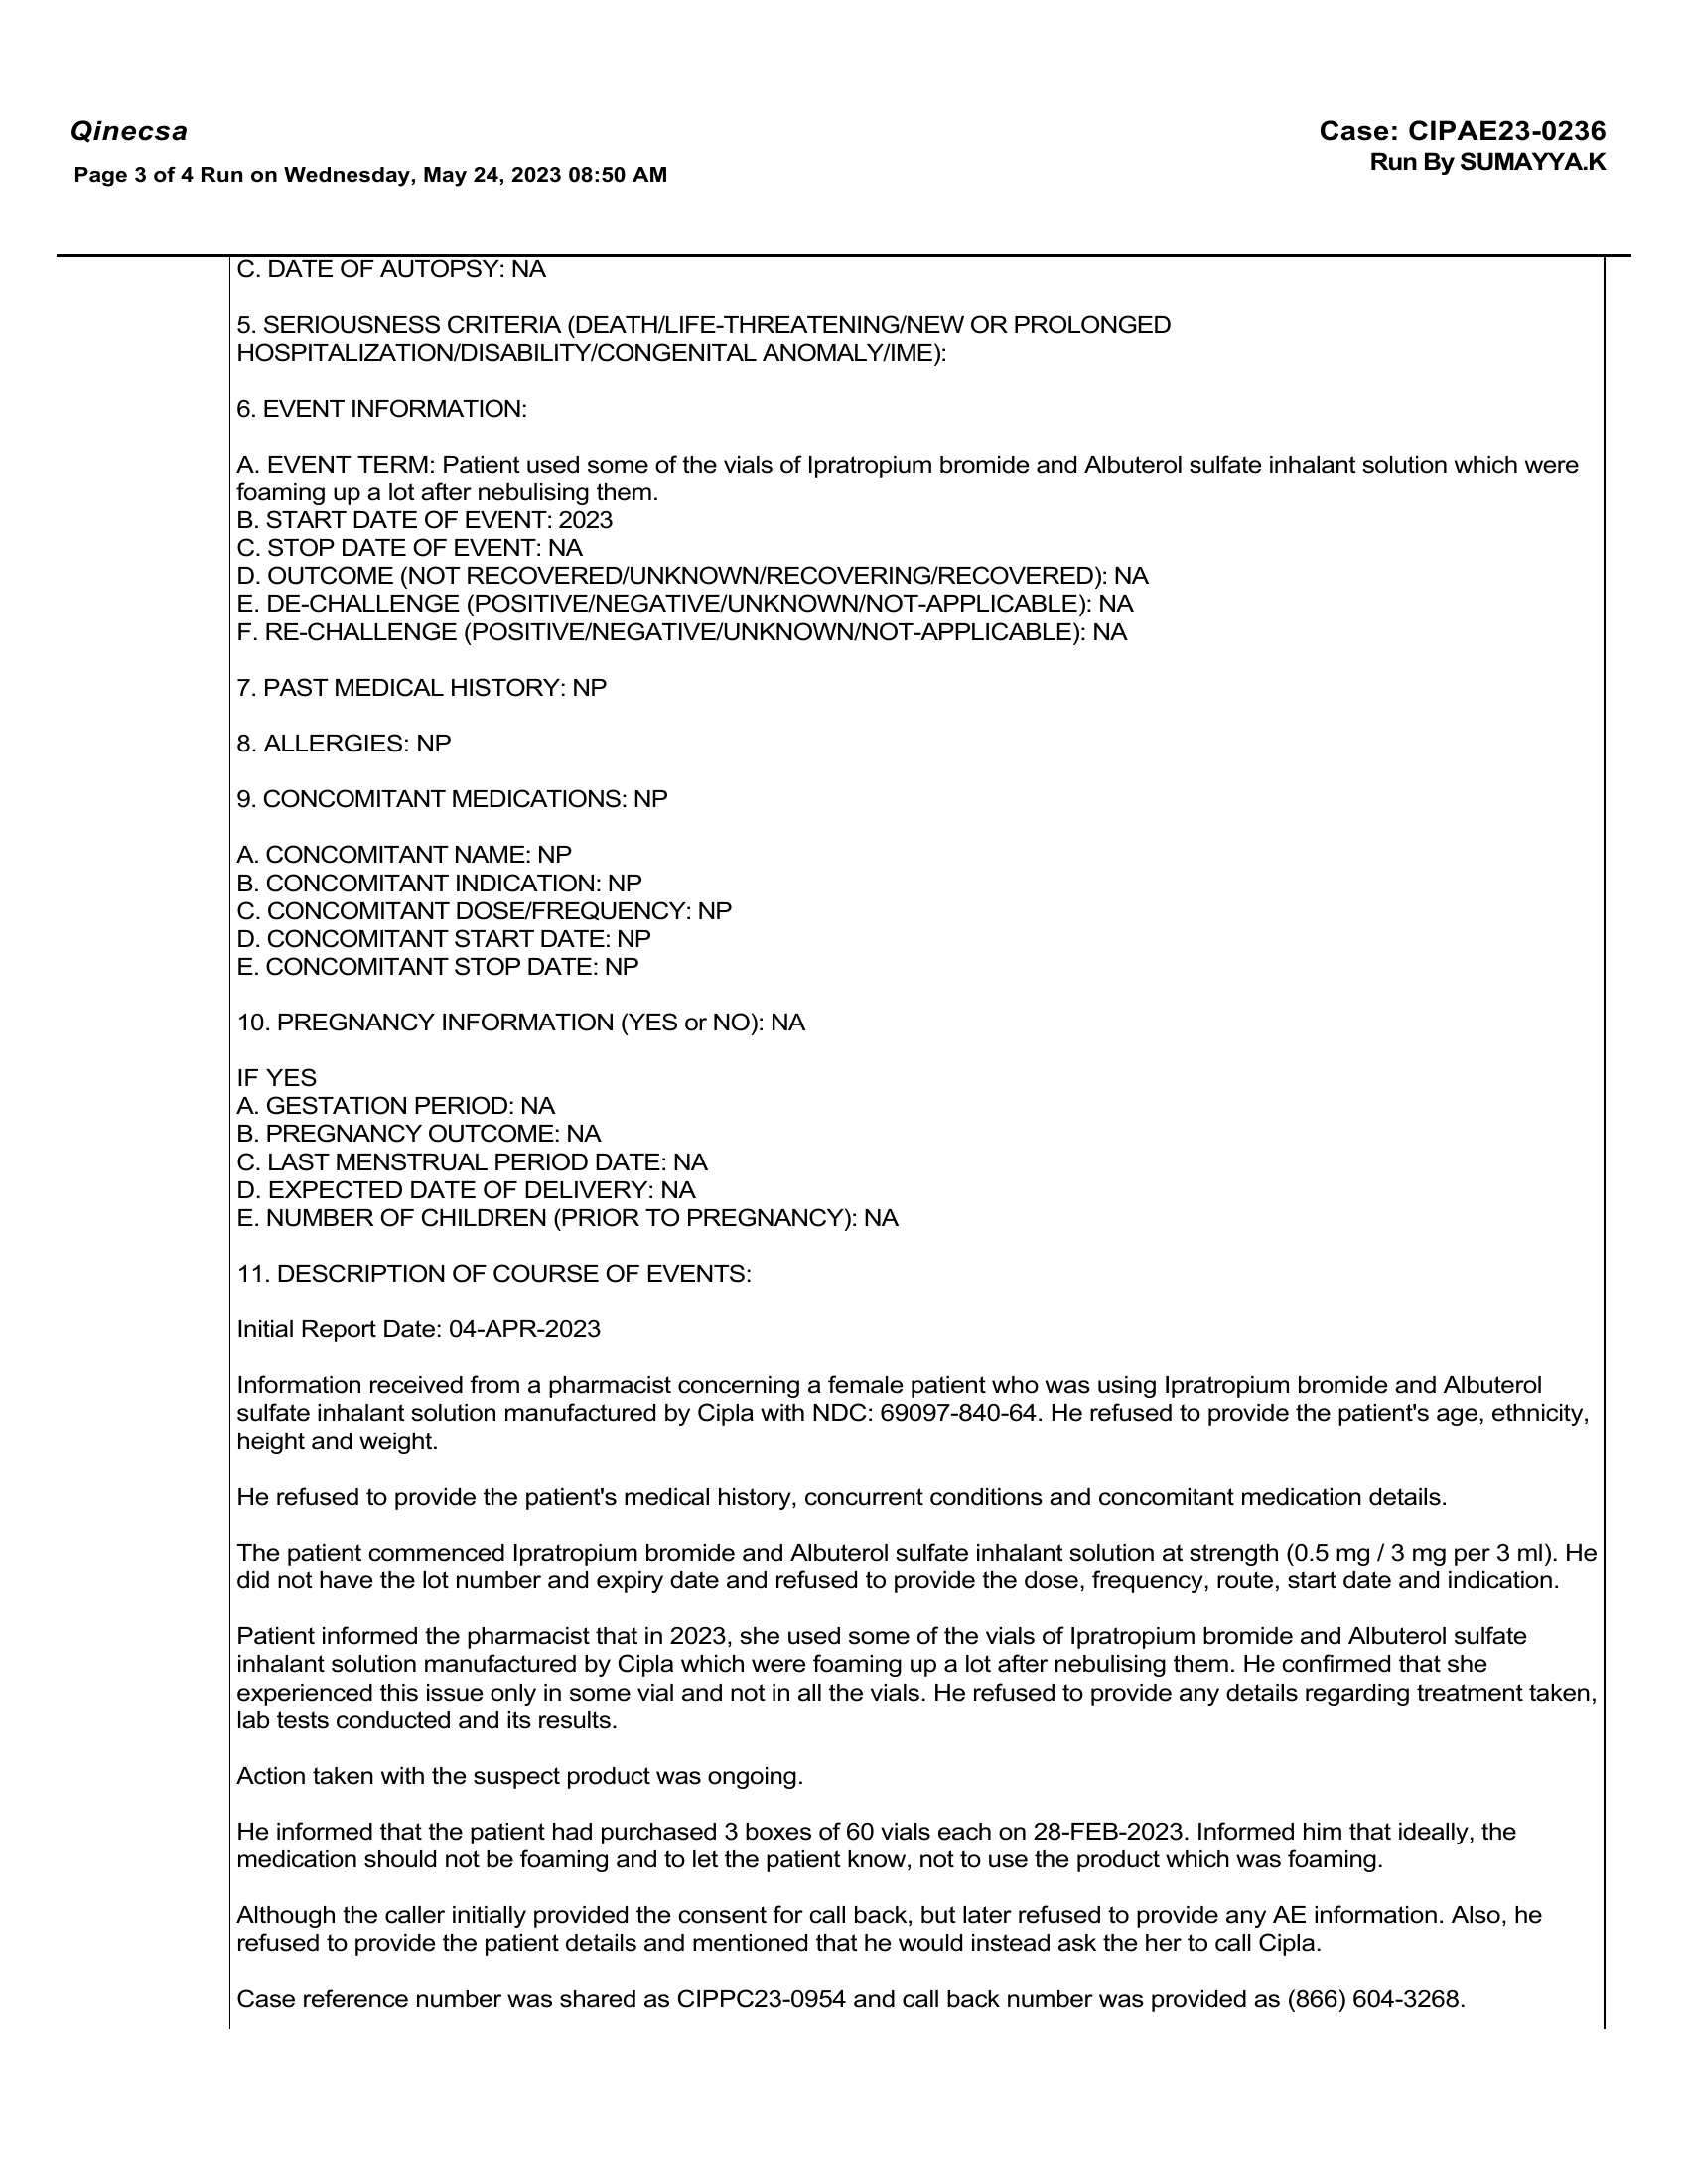 Qinecsa
Case: CIPAE23-0236
Page 3 of 4 Run on Wednesday, May 24, 2023 08:50 AM
Run By SUMAYYA.K
C. DATE OF AUTOPSY: NA
5. SERIOUSNESS CRITERIA (DEATH/LIFE-THREATENING/NEW OR PROLONGED
HOSPITALIZATION/DISABILITY/CONGENITAL ANOMALY/IME):
6. EVENT INFORMATION:
A. EVENT TERM: Patient used some of the vials of Ipratropium bromide and Albuterol sulfate inhalant solution which were
foaming up a lot after nebulising them.
B. START DATE OF EVENT: 2023
C. STOP DATE OF EVENT: NA
D. OUTCOME (NOT RECOVERED/UNKNOWN/RECOVERING/RECOVERED): NA
E. DE-CHALLENGE (POSITIVE/NEGATIVE/UNKNOWN/NOT-APPLICABLE): NA
F. RE-CHALLENGE (POSITIVE/NEGATIVE/UNKNOWN/NOT-APPLICABLE): NA
7. PAST MEDICAL HISTORY: NP
8. ALLERGIES: NP
9. CONCOMITANT MEDICATIONS: NP
A. CONCOMITANT NAME: NP
B. CONCOMITANT INDICATION: NP
C. CONCOMITANT DOSE/FREQUENCY: NP
D. CONCOMITANT START DATE: NP
E. CONCOMITANT STOP DATE: NP
10. PREGNANCY INFORMATION (YES or NO): NA
IF YES
A. GESTATION PERIOD: NA
B. PREGNANCY OUTCOME: NA
C. LAST MENSTRUAL PERIOD DATE: NA
D. EXPECTED DATE OF DELIVERY: NA
E. NUMBER OF CHILDREN (PRIOR TO PREGNANCY): NA
11. DESCRIPTION OF COURSE OF EVENTS:
Initial Report Date: 04-APR-2023
Information received from a pharmacist concerning a female patient who was using Ipratropium bromide and Albuterol
sulfate inhalant solution manufactured by Cipla with NDC: 69097-840-64. He refused to provide the patient's age, ethnicity,
height and weight.
He refused to provide the patient's medical history, concurrent conditions and concomitant medication details.
The patient commenced Ipratropium bromide and Albuterol sulfate inhalant solution at strength (0.5 mg / 3 mg per 3 ml). He
did not have the lot number and expiry date and refused to provide the dose, frequency, route, start date and indication.
Patient informed the pharmacist that in 2023, she used some of the vials of Ipratropium bromide and Albuterol sulfate
inhalant solution manufactured by Cipla which were foaming up a lot after nebulising them. He confirmed that she
experienced this issue only in some vial and not in all the vials. He refused to provide any details regarding treatment taken,
lab tests conducted and its results.
Action taken with the suspect product was ongoing.
He informed that the patient had purchased 3 boxes of 60 vials each on 28-FEB-2023. Informed him that ideally, the
medication should not be foaming and to let the patient know, not to use the product which was foaming.
Although the caller initially provided the consent for call back, but later refused to provide any AE information. Also, he
refused to provide the patient details and mentioned that he would instead ask the her to call Cipla.
Case reference number was shared as CIPPC23-0954 and call back number was provided as (866) 604-3268.